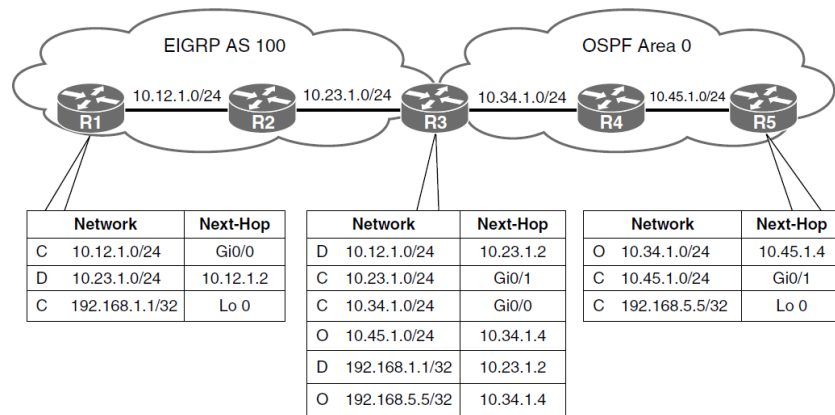 EIGRP AS 100
OSPF Area 0
10.12.1.0/24
10.23.1.0/24
10.34.1.0/24
10.45.1.0/24
R1
R2
R3
R4
R5
Network Next-Hop
C 10.12.1.0/24 Gi0/0
D 10.23.1.0/24 10.12.1.2
C 192.168.1.1/32 Lo 0
Network Next-Hop
D 10.12.1.0/24 10.23.1.2
C 10.23.1.0/24 Gi0/1
C 10.34.1.0/24 Gi0/0
O 10.45.1.0/24 10.34.1.4
D 192.168.1.1/32 10.23.1.2
O 192.168.5.5/32 10.34.1.4
Network Next-Hop
O 10.34.1.0/24 10.45.1.4
C 10.45.1.0/24 Gi0/1
C 192.168.5.5/32 Lo 0